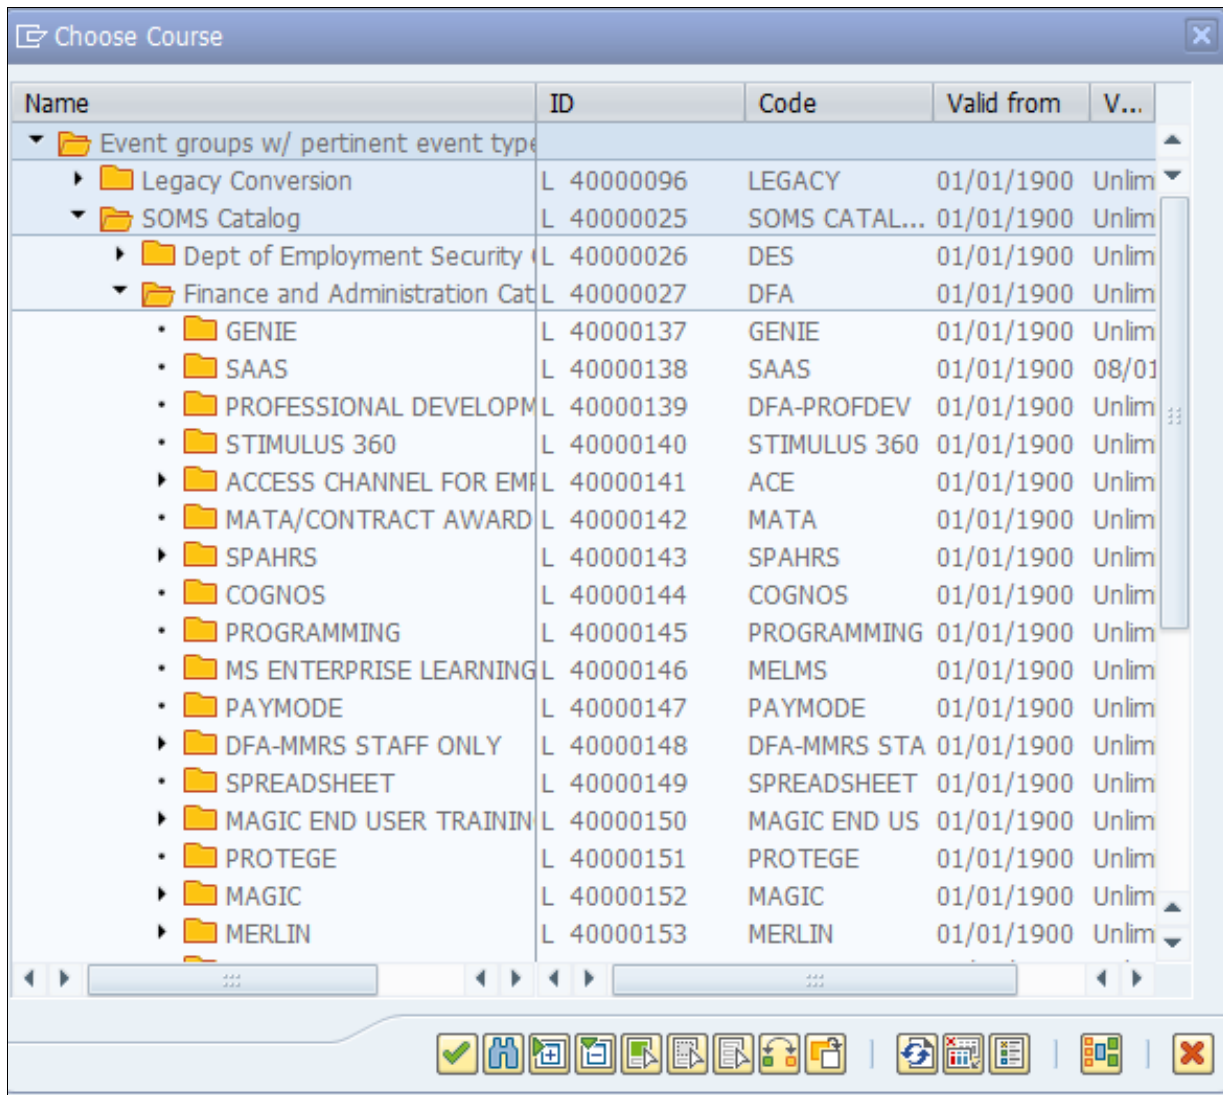 Choose Course
Name ID Code Valid from V...
Event groups w/ pertinent event type
Legacy Conversion L 40000096 LEGACY 01/01/1900 Unlim
SOMS Catalog L 40000025 SOMS CATAL... 01/01/1900 Unlim
Dept of Employment Security ( L 40000026 DES 01/01/1900 Unlim
Finance and Administration Cat L 40000027 DFA 01/01/1900 Unlim
GENIE L 40000137 GENIE 01/01/1900 Unlim
SAAS L 40000138 SAAS 01/01/1900 08/01
PROFESSIONAL DEVELOPM L 40000139 DFA-PROFDEV 01/01/1900 Unlim
STIMULUS 360 L 40000140 STIMULUS 360 01/01/1900 Unlim
ACCESS CHANNEL FOR EMP L 40000141 ACE 01/01/1900 Unlim
MATA/CONTRACT AWARD L 40000142 MATA 01/01/1900 Unlim
SPAHRS L 40000143 SPAHRS 01/01/1900 Unlim
COGNOS L 40000144 COGNOS 01/01/1900 Unlim
PROGRAMMING L 40000145 PROGRAMMING 01/01/1900 Unlim
MS ENTERPRISE LEARNING L 40000146 MELMS 01/01/1900 Unlim
PAYMODE L 40000147 PAYMODE 01/01/1900 Unlim
DFA-MMRS STAFF ONLY L 40000148 DFA-MMRS STA 01/01/1900 Unlim
SPREADSHEET L 40000149 SPREADSHEET 01/01/1900 Unlim
MAGIC END USER TRAININ L 40000150 MAGIC END US 01/01/1900 Unlim
PROTEGE L 40000151 PROTEGE 01/01/1900 Unlim
MAGIC L 40000152 MAGIC 01/01/1900 Unlim
MERLIN L 40000153 MERLIN 01/01/1900 Unlim